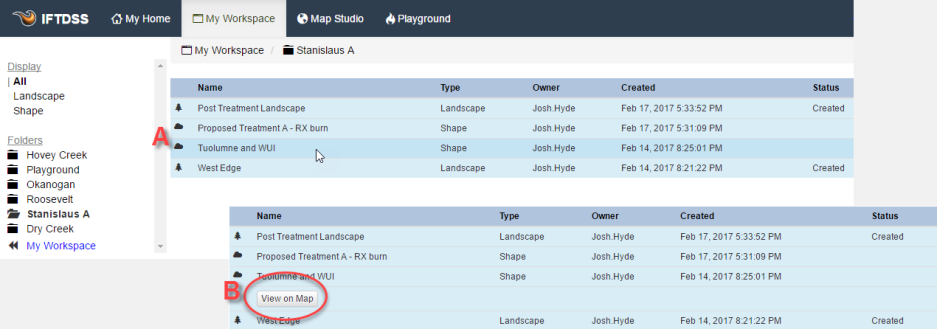 IFTDSS My Home My Workspace Map Studio Playground
My Workspace / Stanislaus A
Display
| All
Landscape
Shape
Folders
Hovey Creek
Playground
Okanogan
Roosevelt
Stanislaus A
Dry Creek
My Workspace
Name Type Owner Created Status
Post Treatment Landscape Landscape Josh.Hyde Feb 17, 2017 5:33:52 PM Created
Proposed Treatment A - RX burn Shape Josh.Hyde Feb 17, 2017 5:31:09 PM
A
Tuolumne and WUI Shape Josh.Hyde Feb 14, 2017 8:25:01 PM
West Edge Landscape Josh.Hyde Feb 14, 2017 8:21:22 PM Created
Name Type Owner Created Status
Post Treatment Landscape Landscape Josh.Hyde Feb 17, 2017 5:33:52 PM Created
Proposed Treatment A - RX burn Shape Josh.Hyde Feb 17, 2017 5:31:09 PM
Tuolumne and WUI Shape Josh.Hyde Feb 14, 2017 8:25:01 PM
B
View on Map
West Edge Landscape Josh.Hyde Feb 14, 2017 8:21:22 PM Created